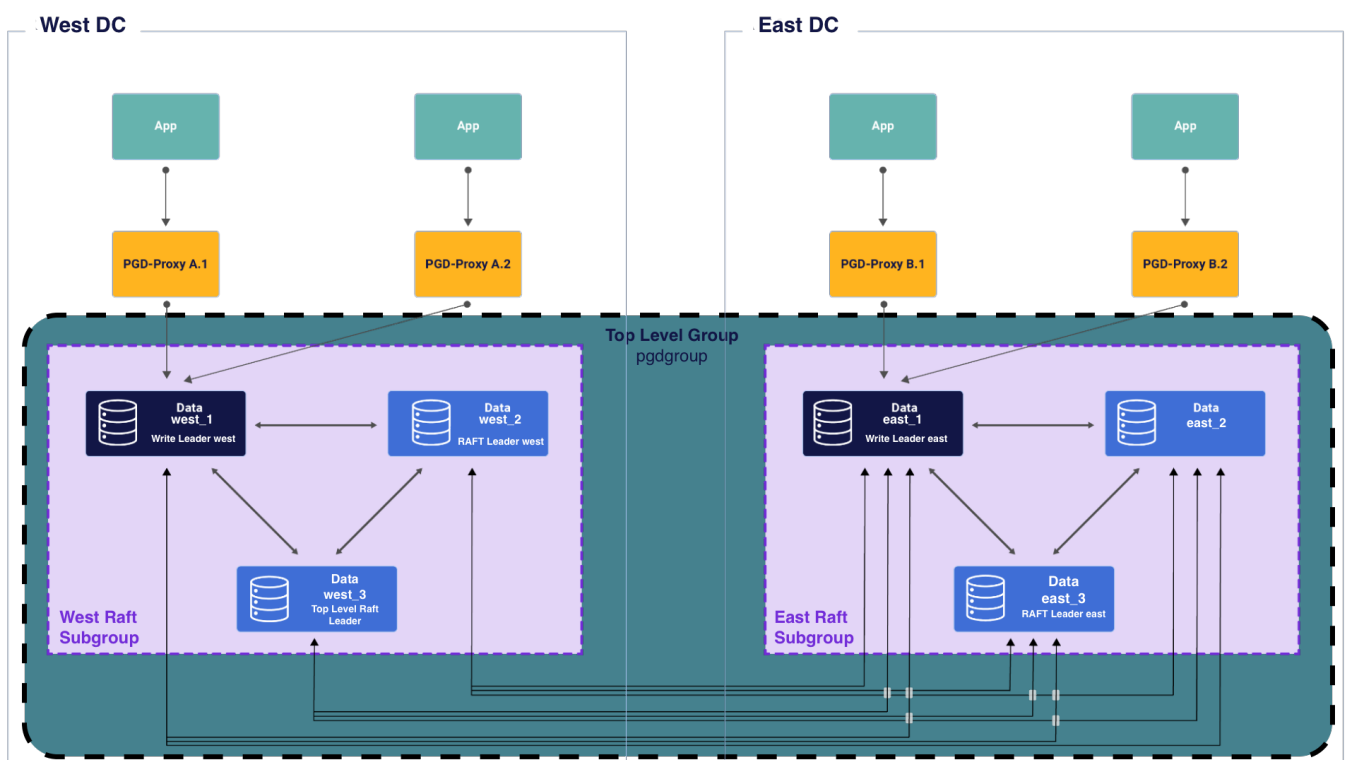 West DC
East DC
App
App
App
App
PGD-Proxy A.1
PGD-Proxy A.2
PGD-Proxy B.1
PGD-Proxy B.2
Top Level Group
pgdgroup
Data
west_1
Write Leader west
Data
west_2
RAFT Leader west
Data
west_3
Top Level Raft
Leader
West Raft
Subgroup
Data
east_1
Write Leader east
Data
east_2
Data
east_3
RAFT Leader east
East Raft
Subgroup